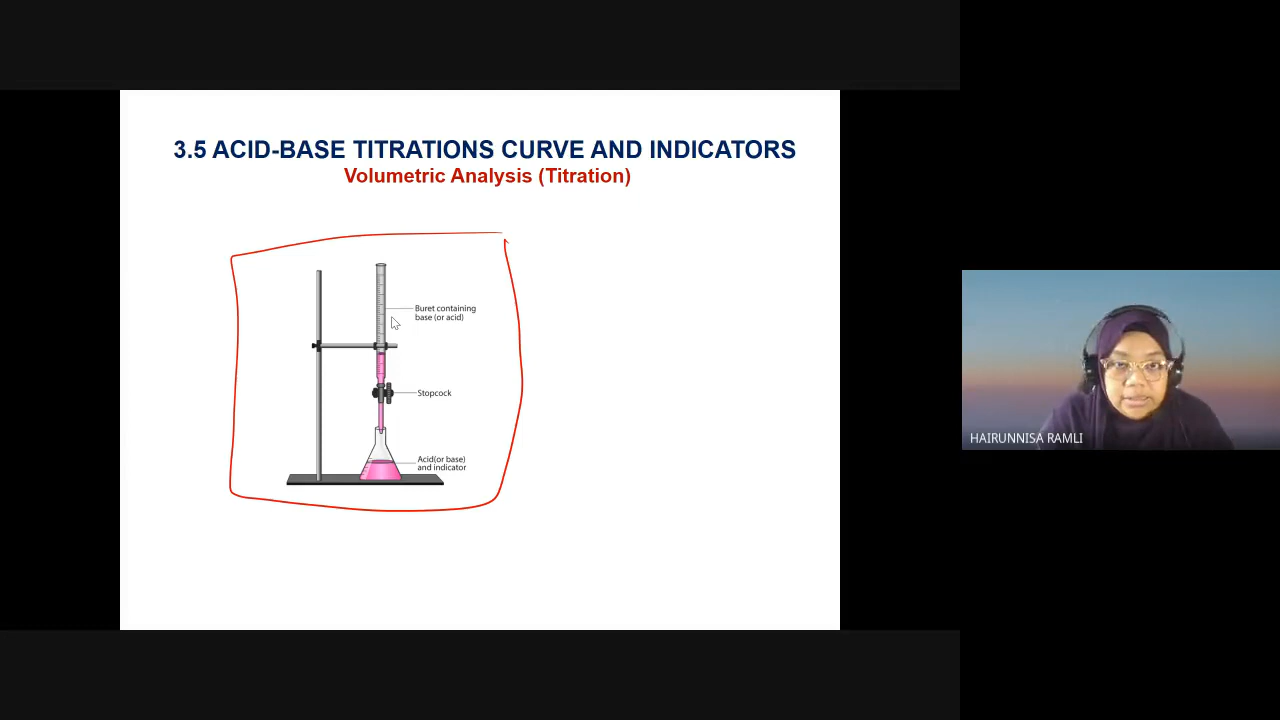 3.5 ACID-BASE TITRATIONS CURVE AND INDICATORS
Volumetric Analysis (Titration)
Buret containing
base (or acid)
Stopcock
Acid(or base)
and indicator
HAIRUNNISA RAMLI